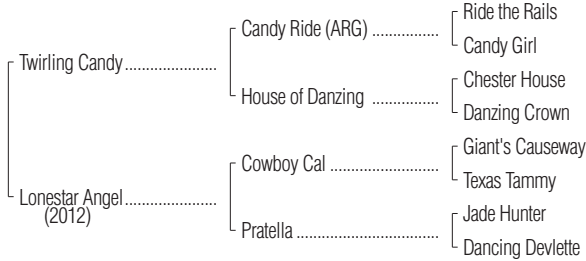 Ride the Rails
Candy Ride (ARG) ................
Candy Girl
Twirling Candy ......................
Chester House
House of Danzing ................
Danzing Crown
Giant's Causeway
Cowboy Cal ..........................
Texas Tammy
Lonestar Angel ......................
(2012)
Jade Hunter
Pratella ..................................
Dancing Devlette